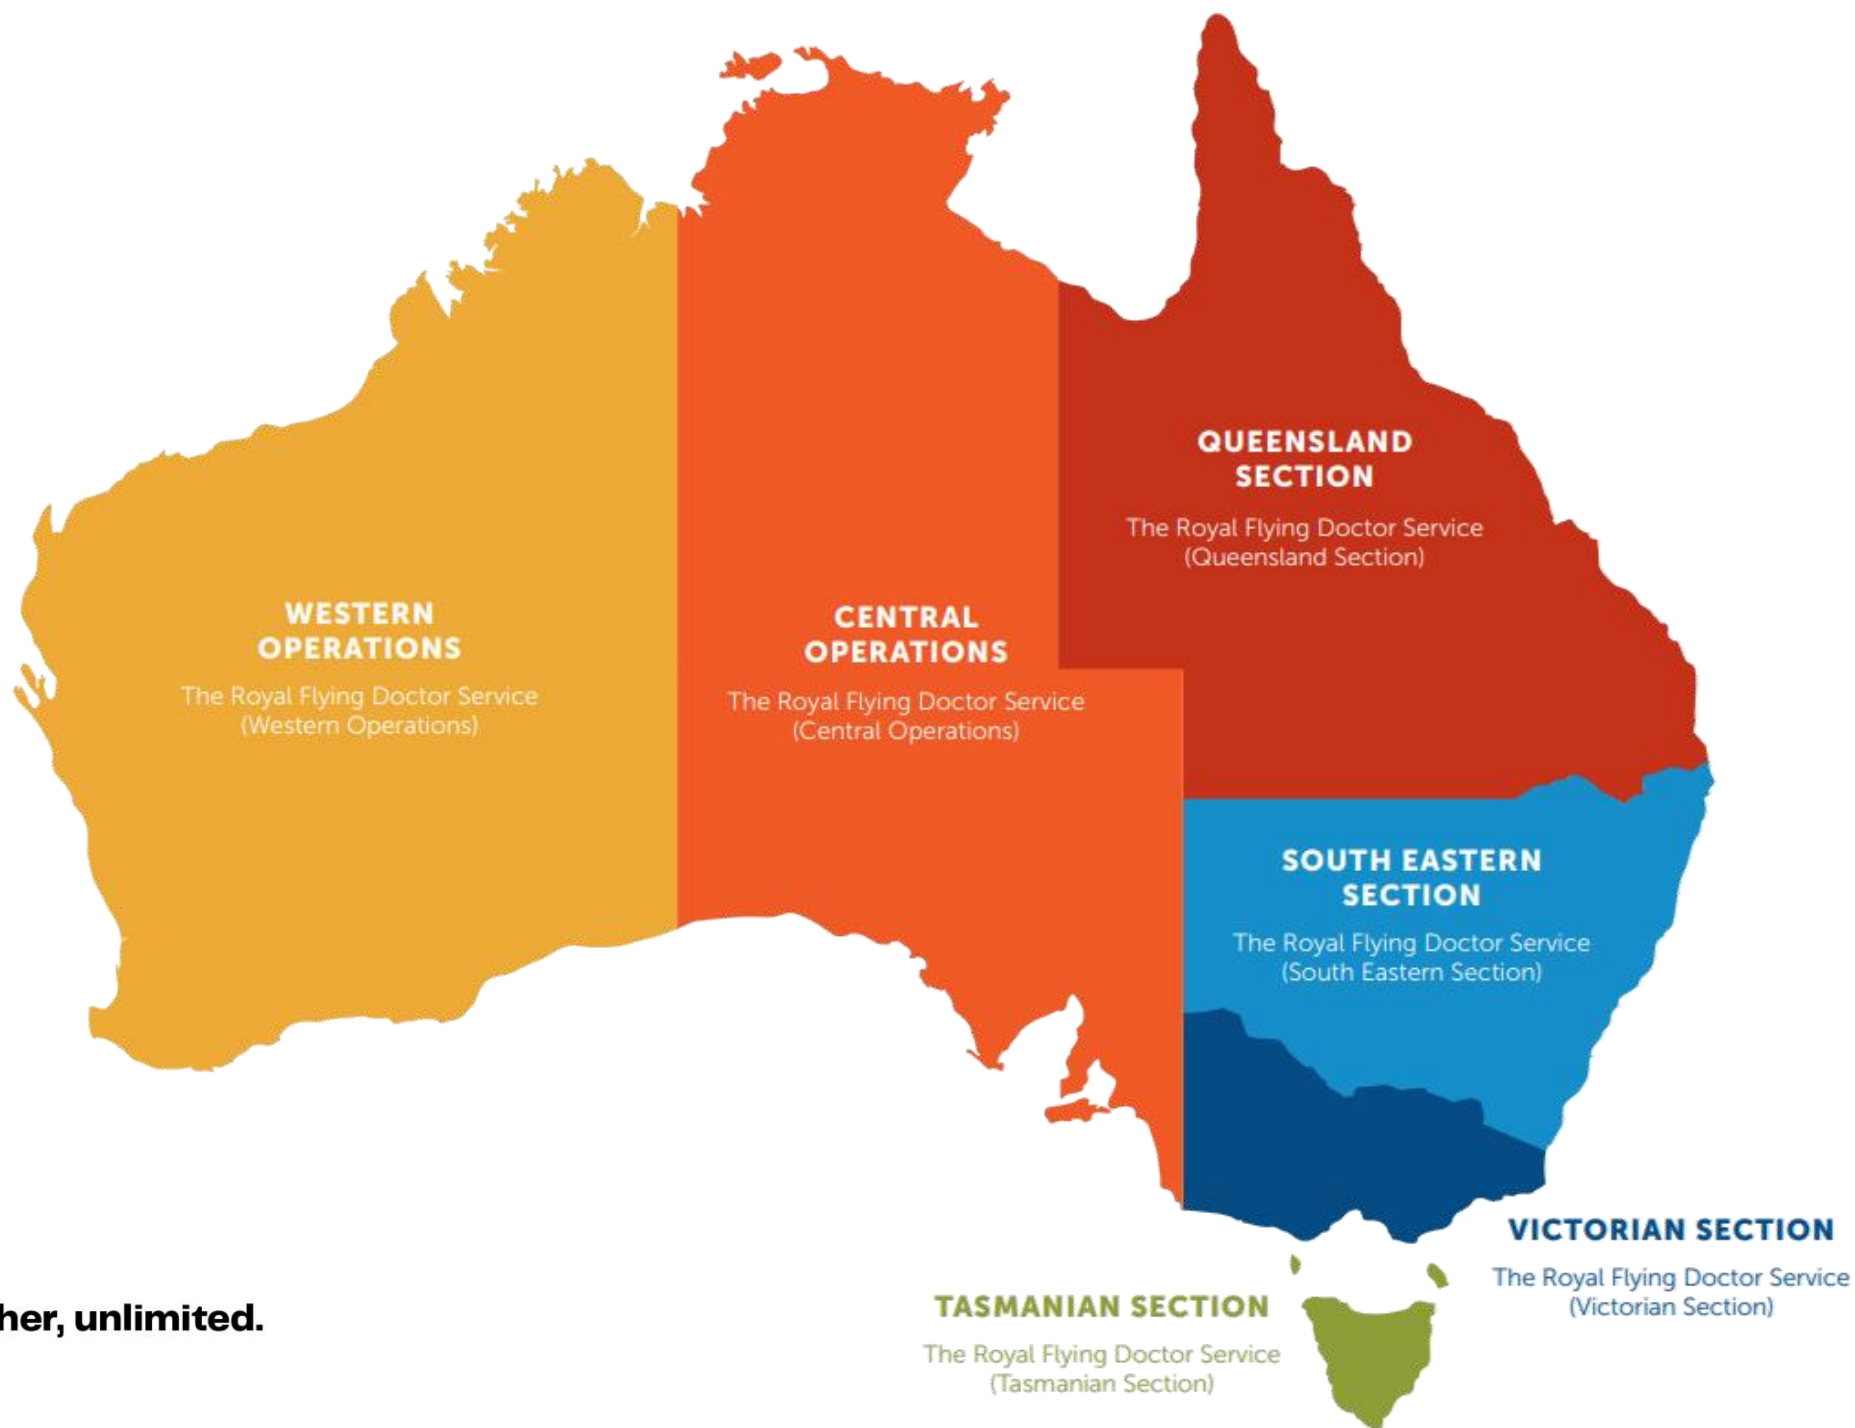 QUEENSLAND
SECTION
The Royal Flying Doctor Service
(Queensland Section)
WESTERN
OPERATIONS
The Royal Flying Doctor Service
(Western Operations)
CENTRAL
OPERATIONS
The Royal Flying Doctor Service
(Central Operations)
SOUTH EASTERN
SECTION
The Royal Flying Doctor Service
(South Eastern Section)
VICTORIAN SECTION
The Royal Flying Doctor Service
(Victorian Section)
TASMANIAN SECTION
The Royal Flying Doctor Service
(Tasmanian Section)
unlimited.